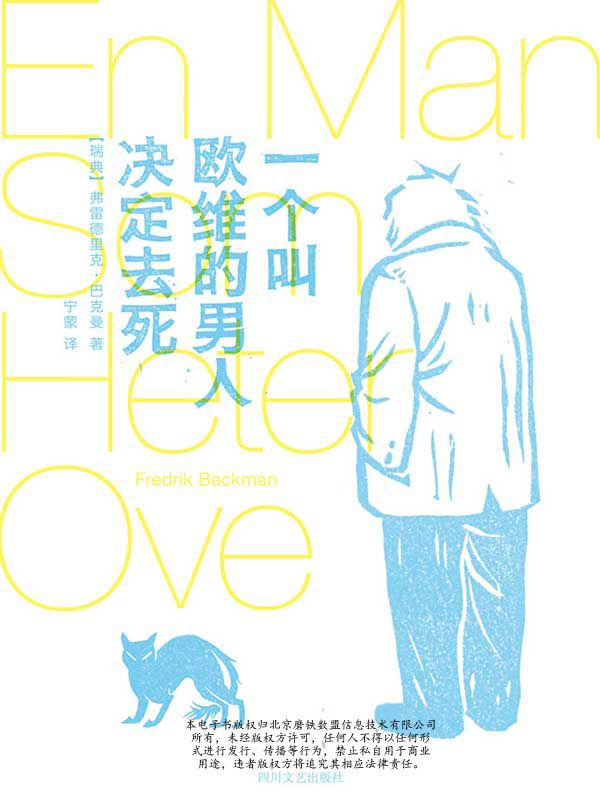 En Man
Som
Heter
Ove
一个叫
欧维的男人
决定去死
【瑞典】弗雷德里克·巴克曼 著
宁蒙 译
Fredrik Backman
本电子书版权归北京磨铁数盟信息技术有限公司
所有，未经版权方许可，任何人不得以任何形
式进行发行、传播等行为，禁止私自用于商业
用途，违者版权方将追究其相应法律责任。
四川文艺出版社